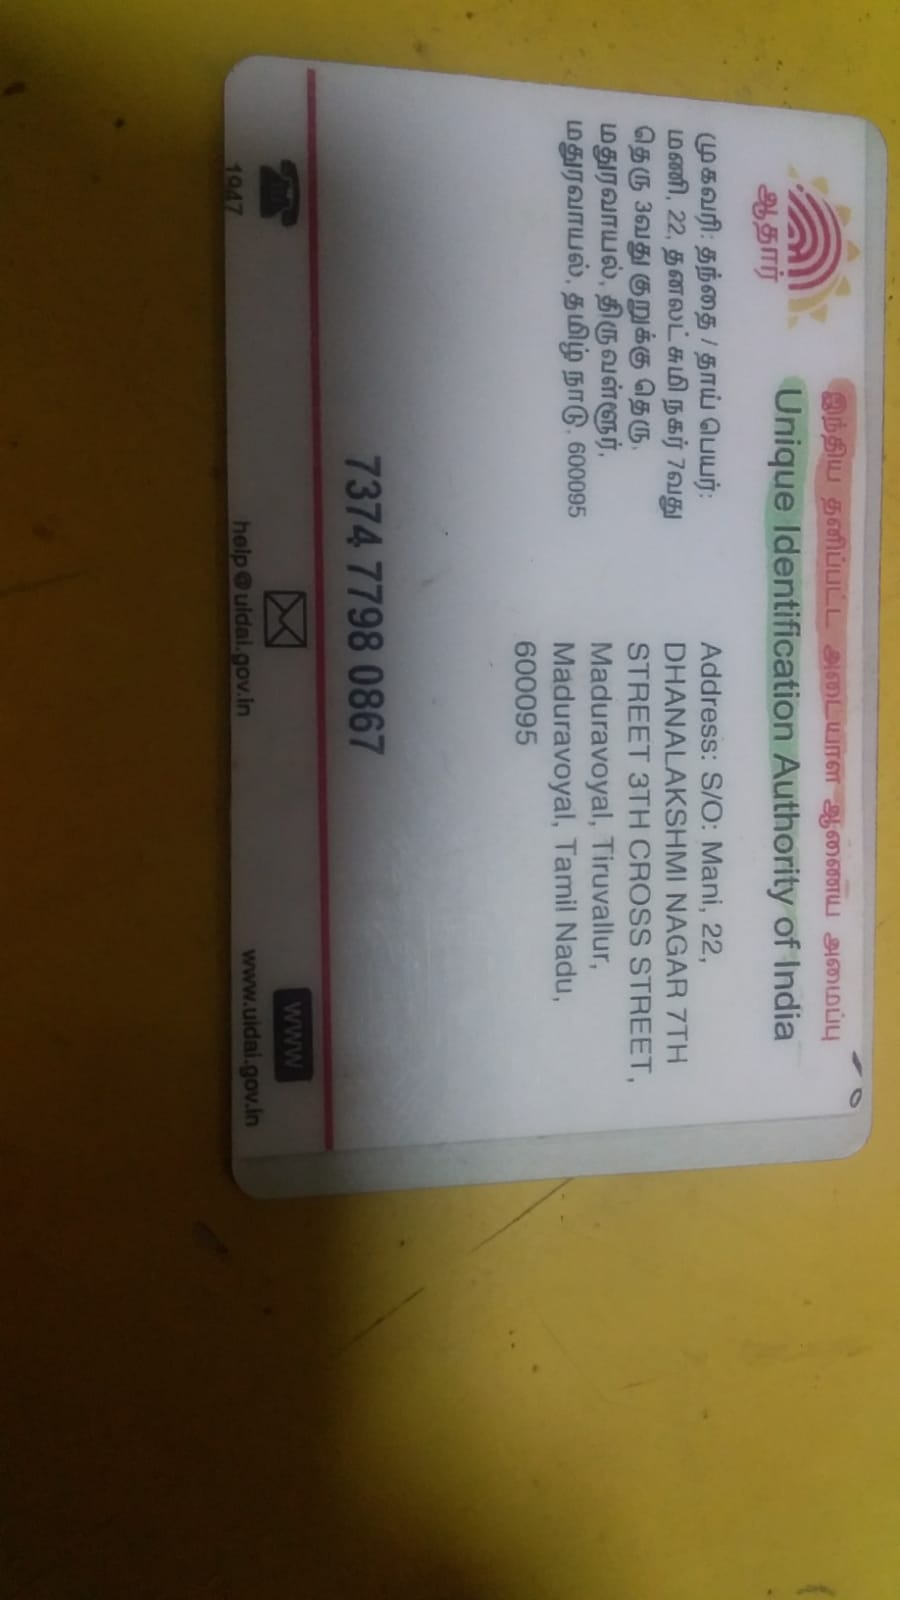 இந்திய தனிப்பட்ட அடையாள ஆணைய அமைப்பு
Unique Identification Authority of India
ஆதார்
முகவரி: தந்தை / தாய் பெயர்:
மணி, 22, தனலட்சுமி நகர் 7வது
தெரு 3வது குறுக்கு தெரு,
மதுரவாயல், திருவள்ளூர்,
மதுரவாயல், தமிழ் நாடு, 600095
Address: S/O: Mani, 22,
DHANALAKSHMI NAGAR 7TH
STREET 3TH CROSS STREET,
Maduravoyal, Tiruvallur,
Maduravoyal, Tamil Nadu,
600095
7374 7798 0867
1947
help@uidai.gov.in
WWW
www.uidai.gov.in